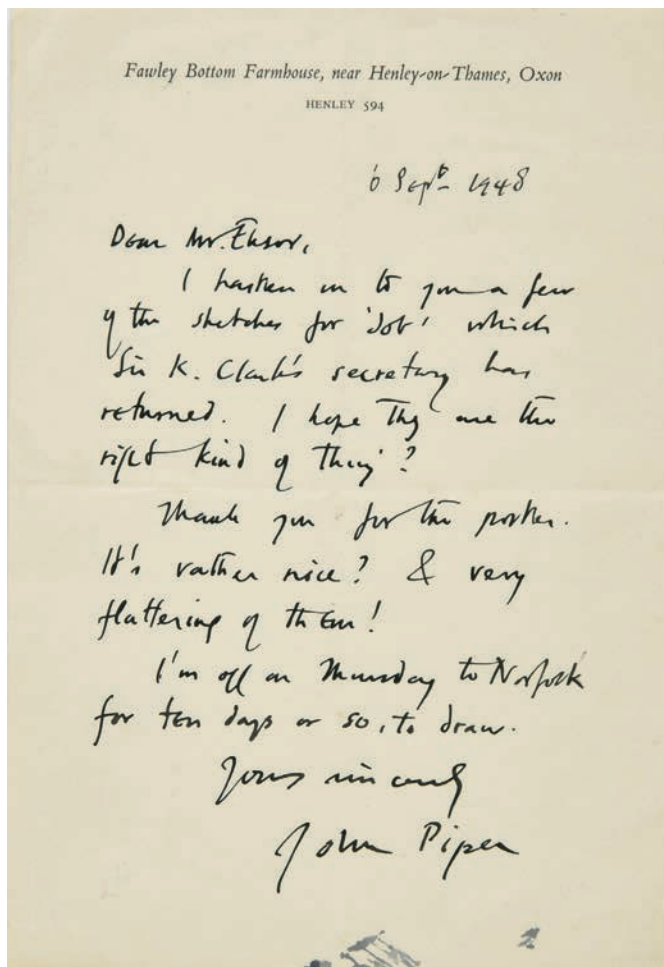 Fawley Bottom Farmhouse, near Henley-on-Thames, Oxon
HENLEY 594
6 Sept 1948
Dear Mr. Elusor,
I hasten on to you a few
of the sketches for 'Job' which
Sir K. Clark's secretary has
returned. I hope they are the
right kind of thing?
Thank you for the poster.
It's rather nice? & very
flattering of them!
I'm off on Thursday to Norfolk
for ten days or so, to draw.
Yours sincerely
John Piper